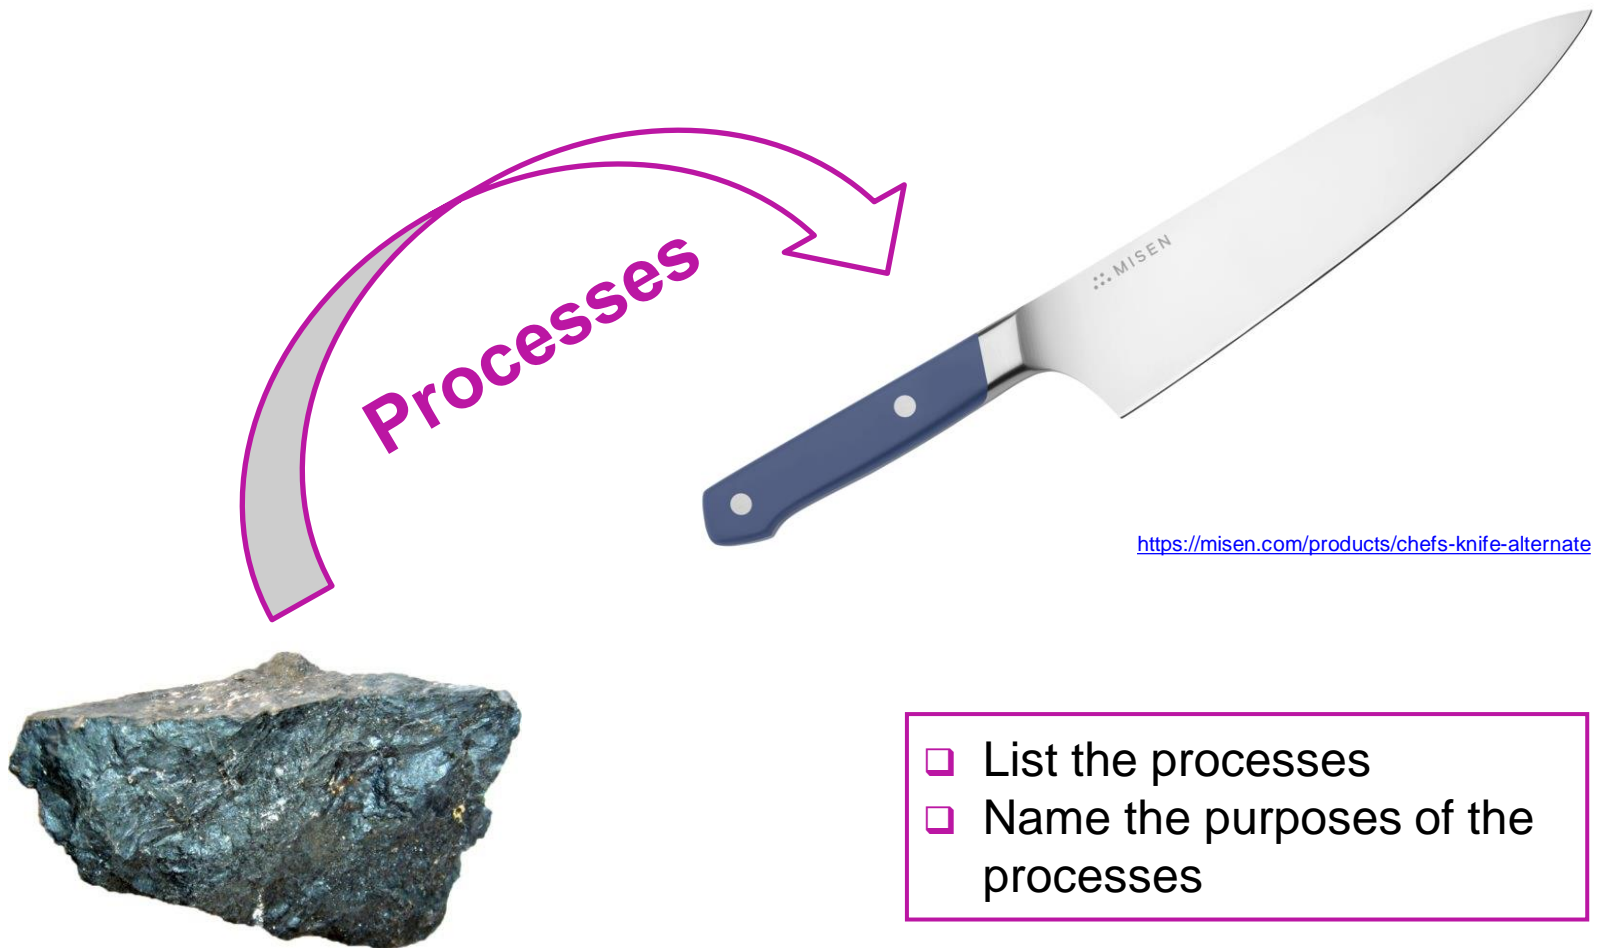 Processes
MISEN
https://misen.com/products/chefs-knife-alternate
❑ List the processes
❑ Name the purposes of the
processes